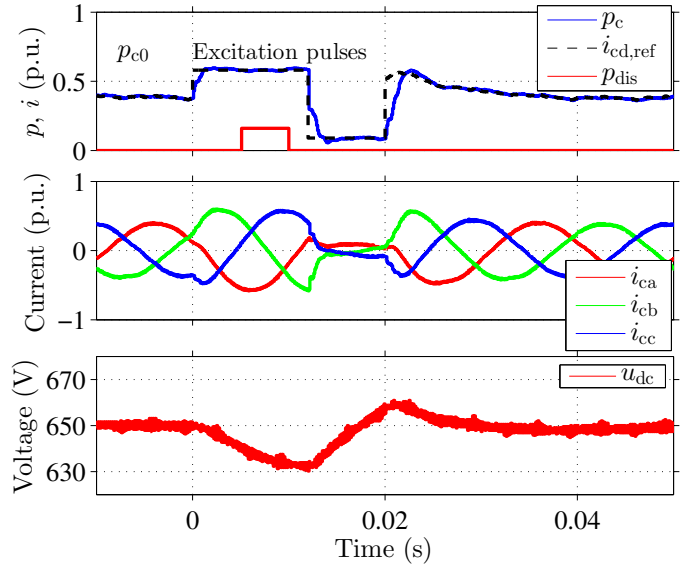 1
0.5
0
p, i (p.u.)
p_c0
Excitation pulses
p_c
i_cd,ref
p_dis
1
0
−1
Current (p.u.)
i_ca
i_cb
i_cc
670
650
630
Voltage (V)
u_dc
0 0.02 0.04
Time (s)